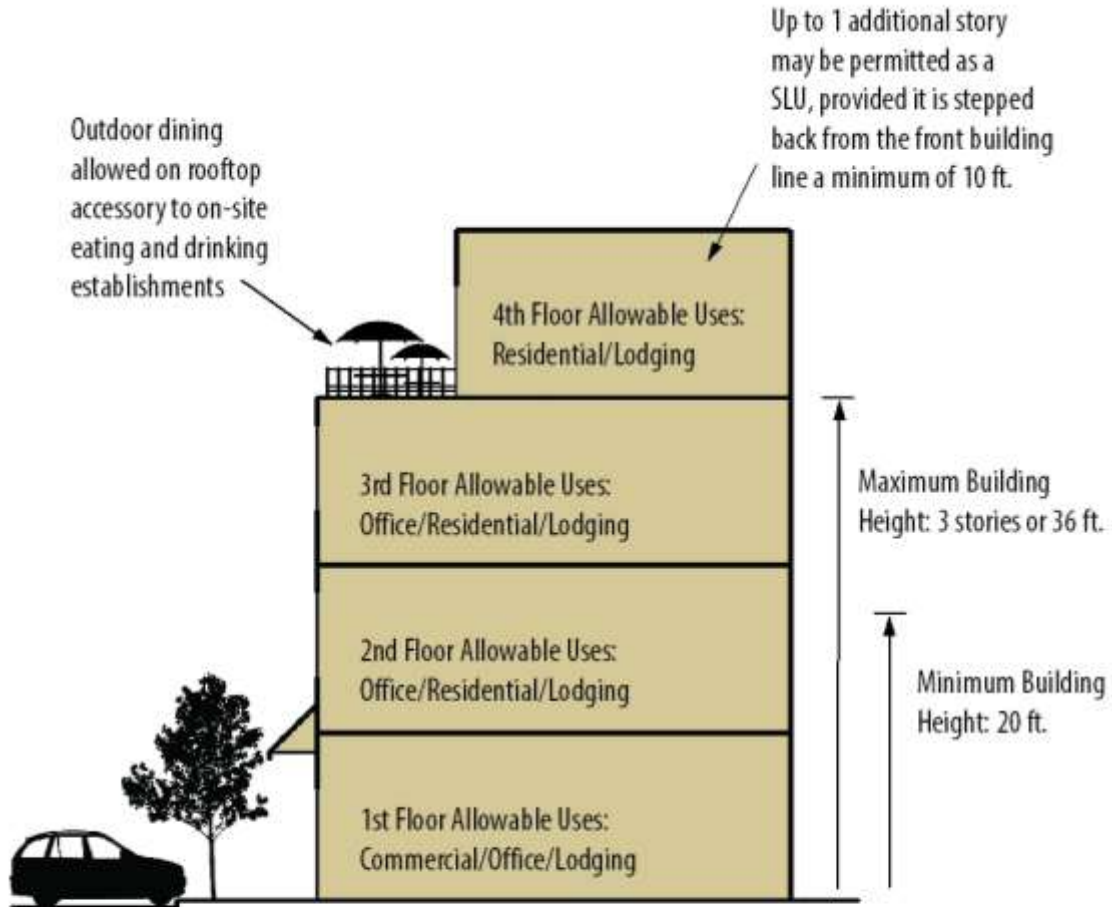 Up to 1 additional story
may be permitted as a
SLU, provided it is stepped
back from the front building
line a minimum of 10 ft.
Outdoor dining
allowed on rooftop
accessory to on-site
eating and drinking
establishments
4th Floor Allowable Uses:
Residential/Lodging
3rd Floor Allowable Uses:
Office/Residential/Lodging
Maximum Building
Height: 3 stories or 36 ft.
2nd Floor Allowable Uses:
Office/Residential/Lodging
Minimum Building
Height: 20 ft.
1st Floor Allowable Uses:
Commercial/Office/Lodging